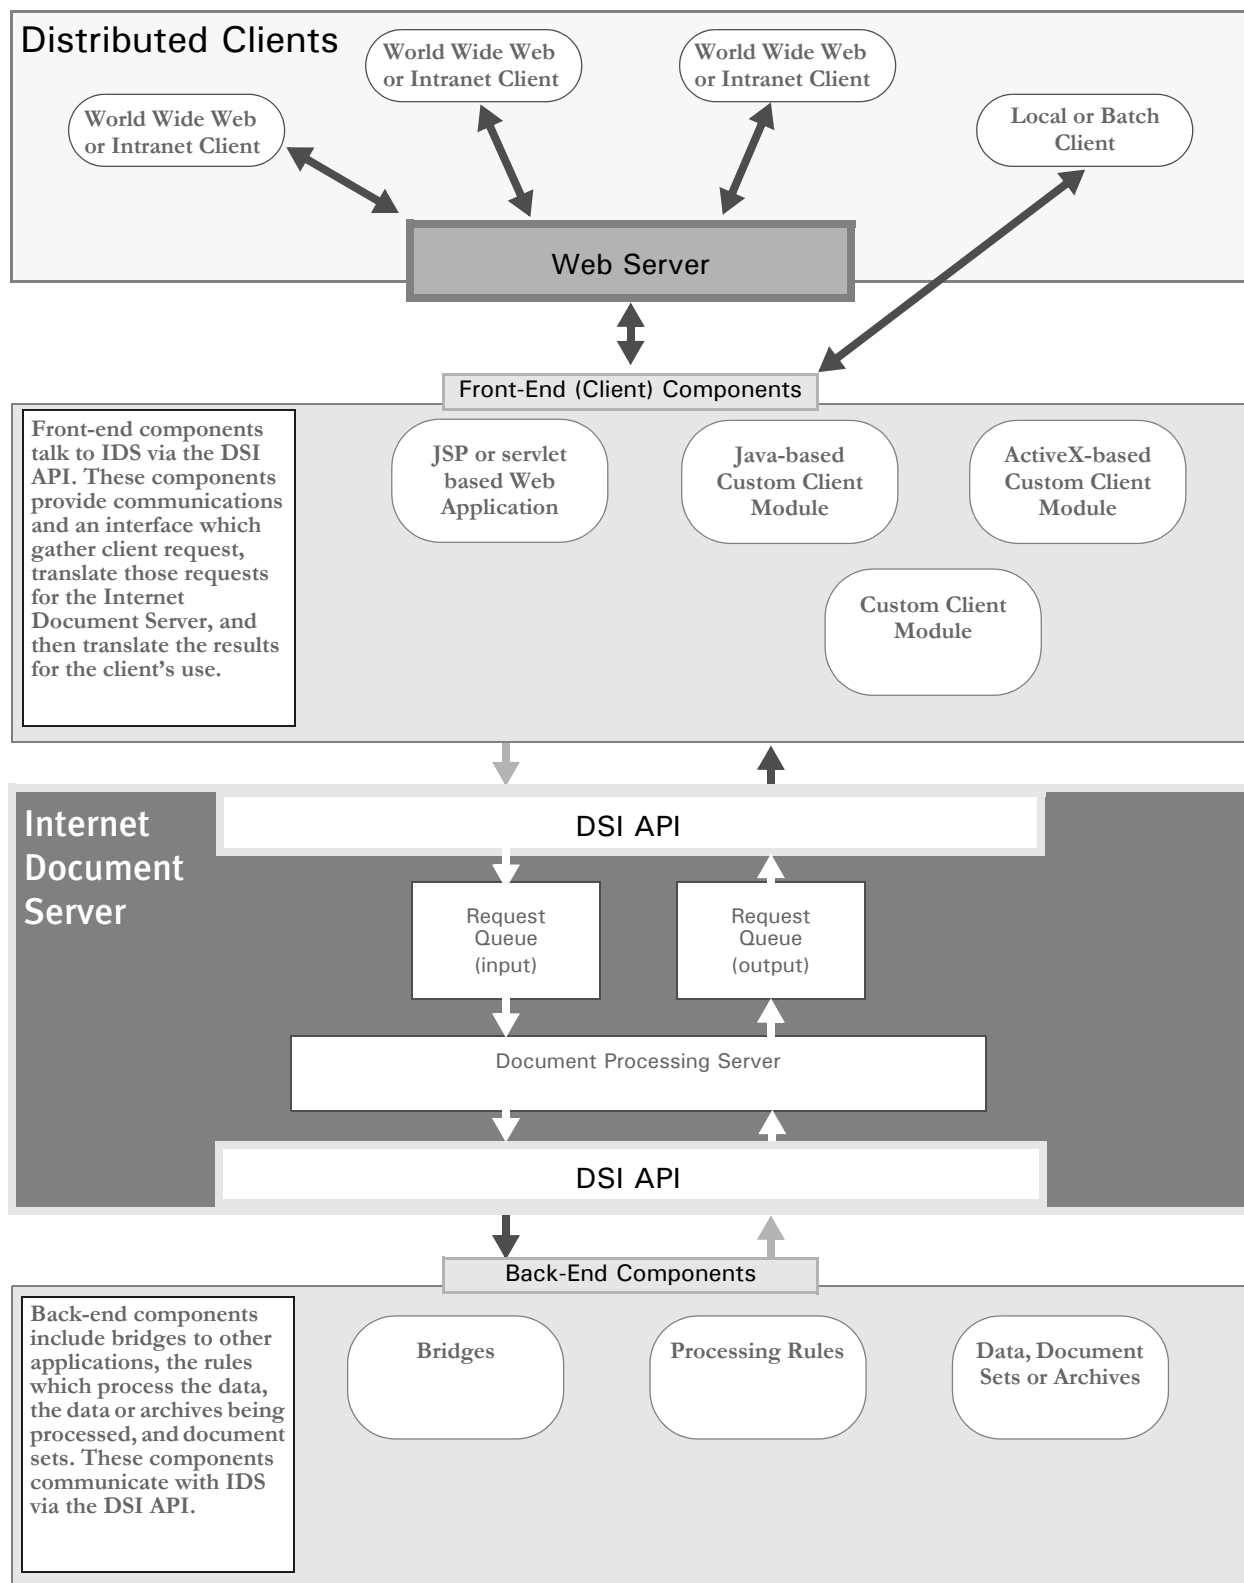 Distributed Clients
World Wide Web
or Intranet Client
World Wide Web
or Intranet Client
World Wide Web
or Intranet Client
Local or Batch
Client
Web Server
Front-End (Client) Components
Front-end components
talk to IDS via the DSI
API. These components
provide communications
and an interface which
gather client request,
translate those requests
for the Internet
Document Server, and
then translate the results
for the client's use.
JSP or servlet
based Web
Application
Java-based
Custom Client
Module
ActiveX-based
Custom Client
Module
Custom Client
Module
Internet
Document
Server
DSI API
Request
Queue
(input)
Request
Queue
(output)
Document Processing Server
DSI API
Back-End Components
Back-end components
include bridges to other
applications, the rules
which process the data,
the data or archives being
processed, and document
sets. These components
communicate with IDS
via the DSI API.
Bridges
Processing Rules
Data, Document
Sets or Archives